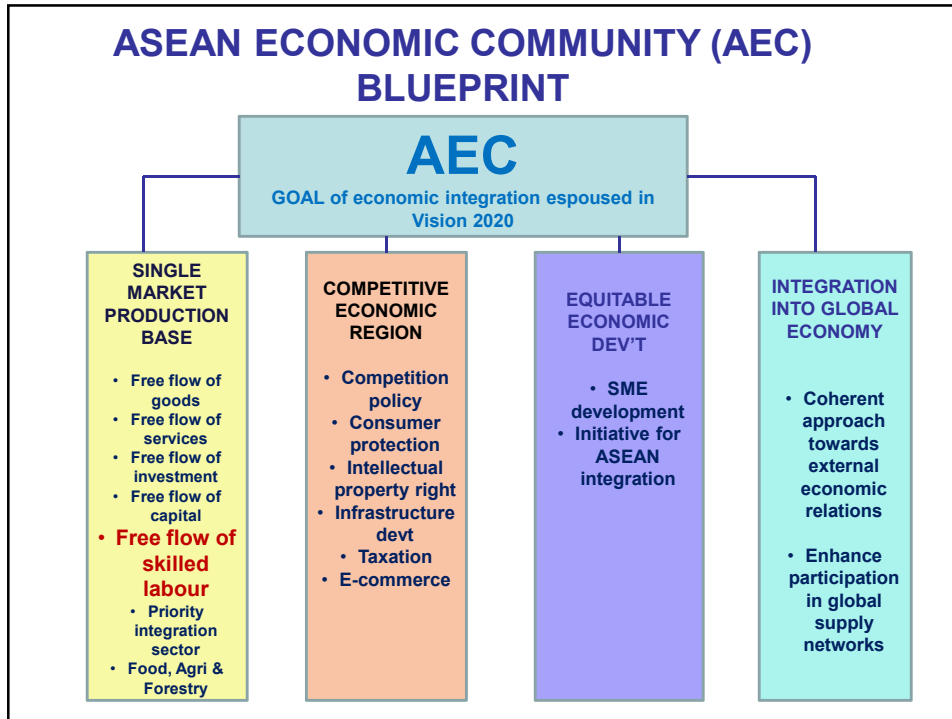 ASEAN ECONOMIC COMMUNITY (AEC)
BLUEPRINT
AEC
GOAL of economic integration espoused in
Vision 2020
SINGLE
MARKET
PRODUCTION
BASE
• Free flow of
goods
• Free flow of
services
• Free flow of
investment
• Free flow of
capital
• Free flow of
skilled
labour
• Priority
integration
sector
• Food, Agri &
Forestry
COMPETITIVE
ECONOMIC
REGION
• Competition
policy
• Consumer
protection
• Intellectual
property right
• Infrastructure
devt
• Taxation
• E-commerce
EQUITABLE
ECONOMIC
DEV’T
• SME
development
• Initiative for
ASEAN
integration
INTEGRATION
INTO GLOBAL
ECONOMY
• Coherent
approach
towards
external
economic
relations
• Enhance
participation
in global
supply
networks